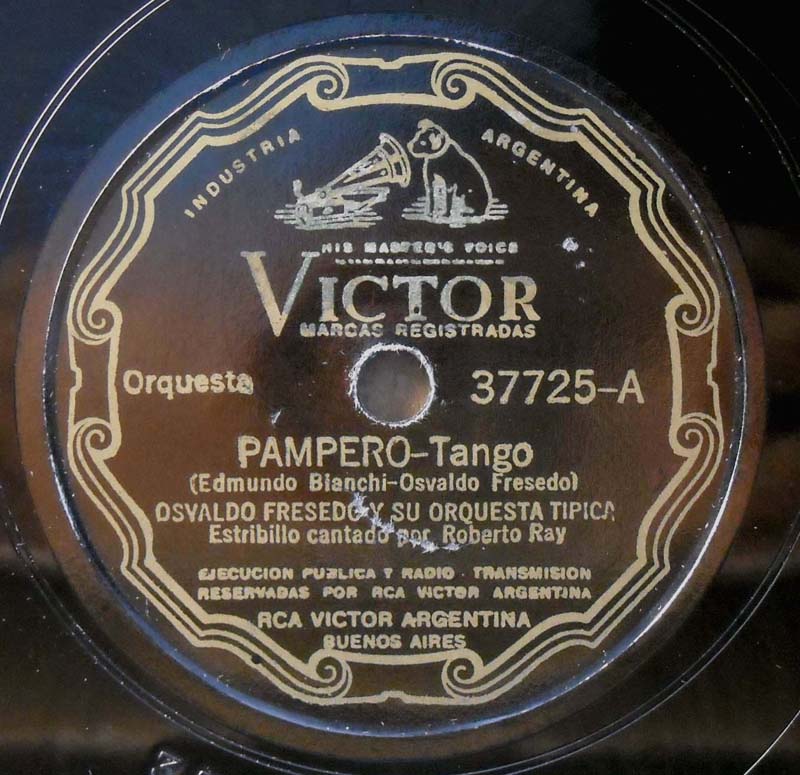 INDUSTRIA ARGENTINA
HIS MASTER'S VOICE
VICTOR
MARCAS REGISTRADAS
Orquesta 37725-A
PAMPERO-Tango
(Edmundo Bianchi-Osvaldo Fresedo)
OSVALDO FRESEDO Y SU ORQUESTA TIPICA
Estribillo cantado por Roberto Ray
EJECUCION PUBLICA Y RADIO-TRANSMISION
RESERVADAS POR RCA VICTOR ARGENTINA
RCA VICTOR ARGENTINA
BUENOS AIRES